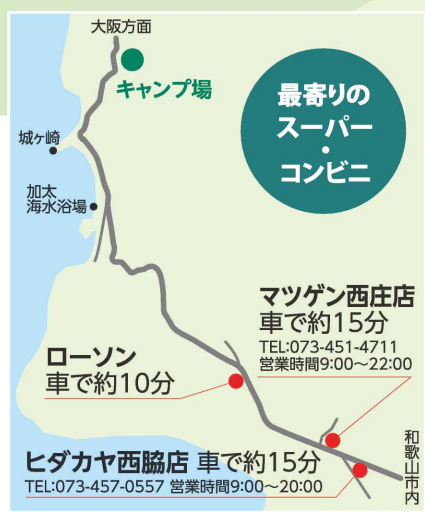 大阪方面
キャンプ場
最寄りの
スーパー
・
コンビニ
城ヶ崎
加太
海水浴場
マツゲン西庄店
車で約15分
TEL:073-451-4711
営業時間9:00〜22:00
ローソン
車で約10分
和歌山市内
ヒダカヤ西脇店 車で約15分
TEL:073-457-0557 営業時間9:00〜20:00